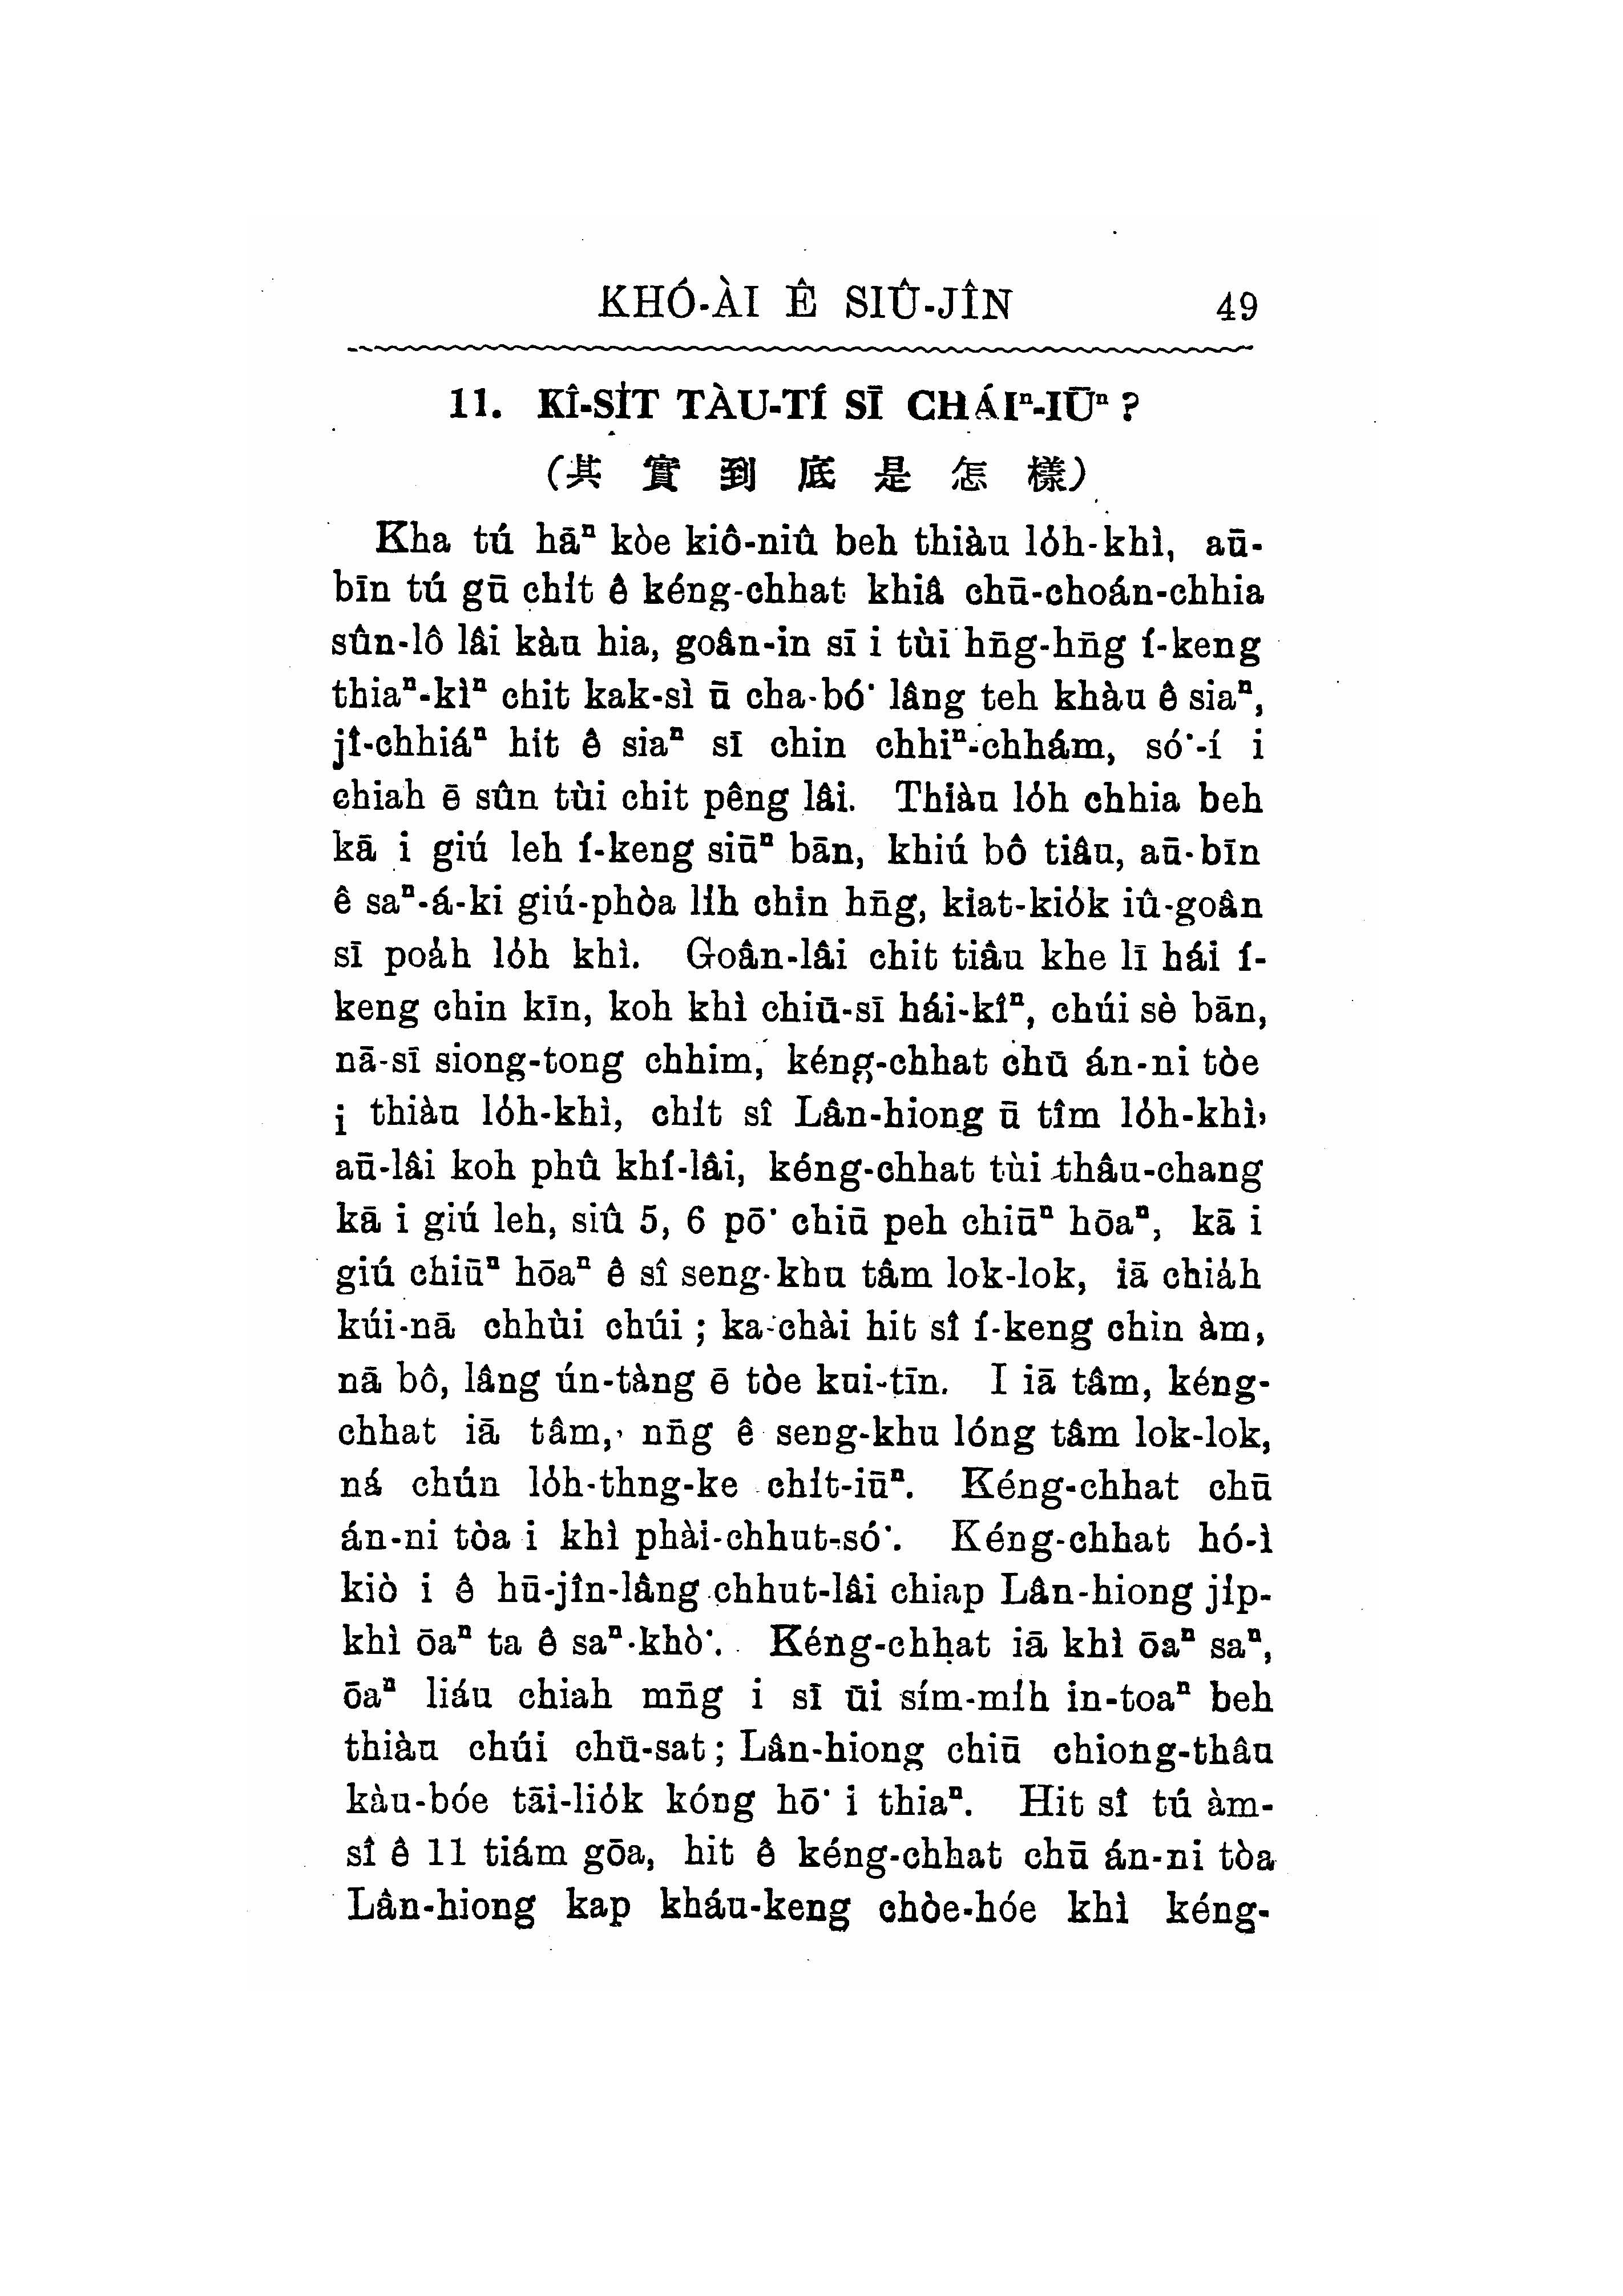 KHÓ-ÀI Ê SIÛ-JÎN 49
11. KÎ-SI̍T TÀU-TÍ SĪ CHÁIⁿ-IŪⁿ ?
(其實到底是怎樣)
Kha tú hāⁿ kòe kiô-niû beh thiàu lo̍h-khì, aū-
bīn tú gū chi̍t ê kéng-chhat khiâ chū-choán-chhia
sûn-lô lâi kàu hia, goân-in sī i tùi hn̄g-hn̄g í-keng
thiaⁿ-kìⁿ chit kak-sì ū cha-bó͘ lâng teh khàu ê siaⁿ,
jî-chhiáⁿ hit ê siaⁿ sī chin chhiⁿ-chhám, só͘-í i
chiah ē sûn tùi chit pêng lâi. Thiàu lo̍h chhia beh
kā i giú leh í-keng siūⁿ bān, khiú bô tiâu, aū-bīn
ê saⁿ-á-ki giú-phòa li̍h chin hn̄g, kiat-kio̍k iû-goân
sī poa̍h lo̍h khì. Goân-lâi chit tiâu khe lī hái í-
keng chin kīn, koh khì chiū-sī hái-kîⁿ, chúi sè bān,
nā-sī siong-tong chhim, kéng-chhat chū án-ni tòe
i thiàu lo̍h-khì, chi̍t sî Lân-hiong ū tîm lo̍h-khì,
aū-lâi koh phû khí-lâi, kéng-chhat tùi thâu-chang
kā i giú leh, siû 5, 6 pō͘ chiū peh chiūⁿ hōaⁿ, kā i
giú chiūⁿ hōaⁿ ê sî seng-khu tâm lok-lok, iā chia̍h
kúi-nā chhùi chúi ; ka-chài hit sî í-keng chin àm,
nā bô, lâng ún-tàng ē tòe kui-tīn. I iā tâm, kéng-
chhat iā tâm, nn̄g ê seng-khu lóng tâm lok-lok,
ná chún lo̍h-thng-ke chi̍t-iūⁿ. Kéng-chhat chū
án-ni tòa i khì phài-chhut-só͘. Kéng-chhat hó-ì
kiò i ê hū-jîn-lâng chhut-lâi chiap Lân-hiong ji̍p-
khì ōaⁿ ta ê saⁿ-khò͘. Kéng-chhat iā khì ōaⁿ saⁿ,
ōaⁿ liáu chiah mn̄g i sī ūi sím-mi̍h in-toaⁿ beh
thiàu chúi chū-sat ; Lân-hiong chiū chiong-thâu
kàu-bóe tāi-lio̍k kóng hō͘ i thiaⁿ. Hit sî tú àm-
sî ê 11 tiám gōa, hit ê kéng-chhat chū án-ni tòa
Lân-hiong kap kháu-keng chòe-hóe khì kéng-